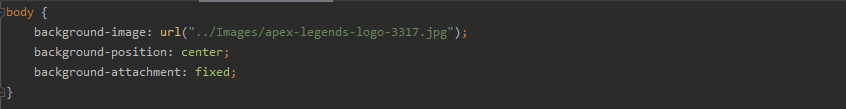 body {
    background-image: url("../Images/apex-legends-logo-3317.jpg");
    background-position: center;
    background-attachment: fixed;
}